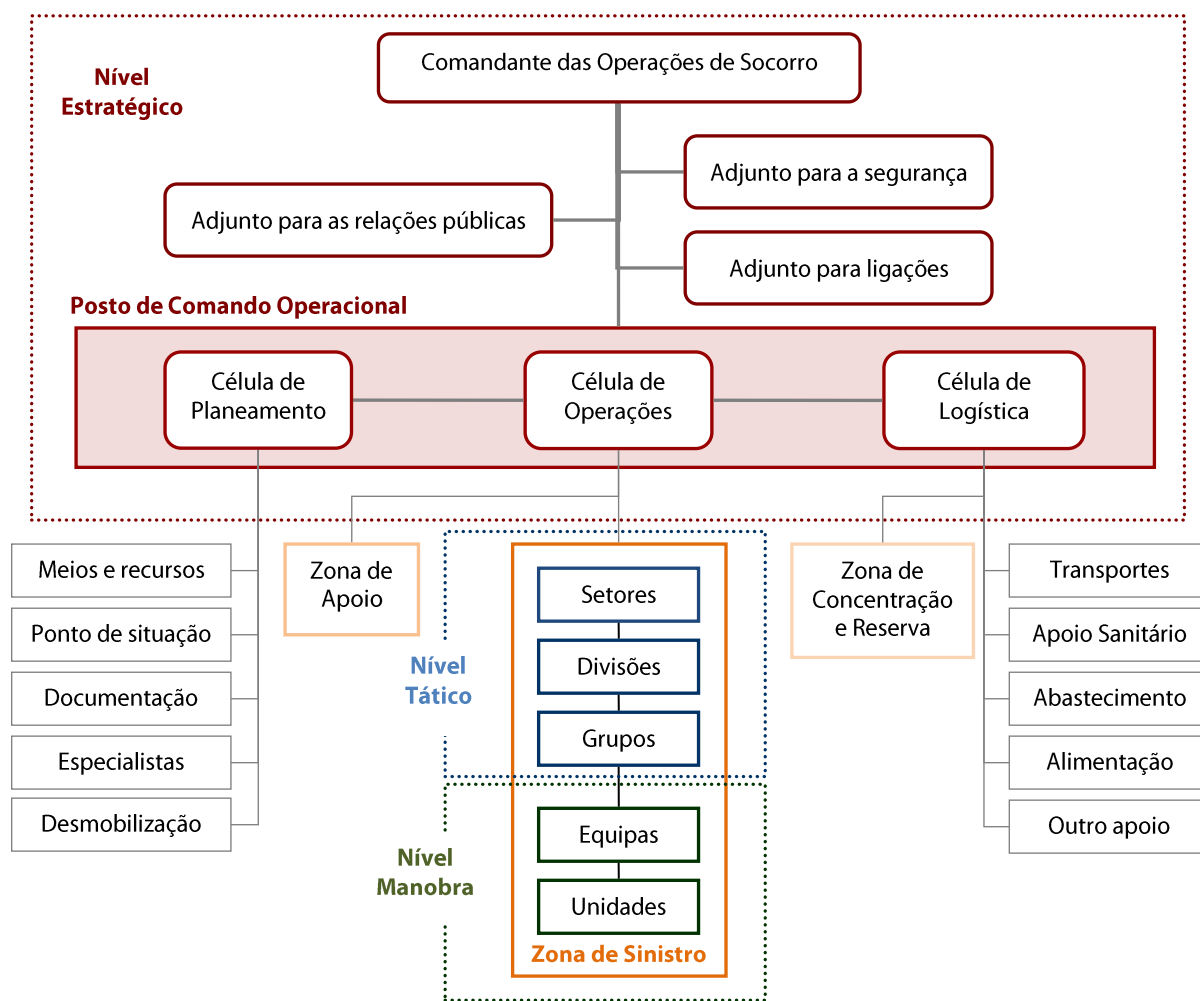 Nível
Estratégico
Comandante das Operações de Socorro
Adjunto para a segurança
Adjunto para as relações públicas
Adjunto para ligações
Posto de Comando Operacional
Célula de
Planeamento
Célula de
Operações
Célula de
Logística
Meios e recursos
Ponto de situação
Documentação
Especialistas
Desmobilização
Zona de
Apoio
Nível
Tático
Setores
Divisões
Grupos
Nível
Manobra
Equipas
Unidades
Zona de Sinistro
Zona de
Concentração
e Reserva
Transportes
Apoio Sanitário
Abastecimento
Alimentação
Outro apoio